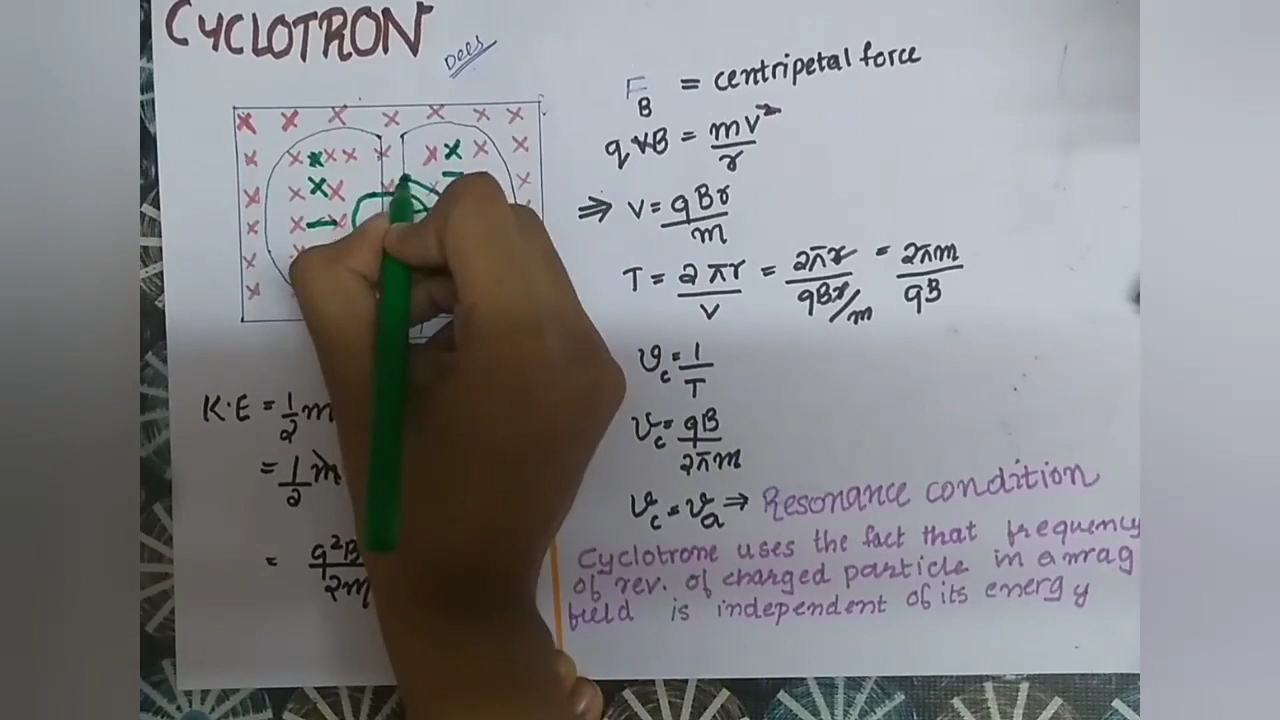 CYCLOTRON
Dees
F_B = centripetal force
qvB = mv²/r
⇒ V = qBr/m
T = 2πr/V = 2πr/qBr/m = 2πm/qB
ν_c = 1/T
ν_c = qB/2πm
ν_c = ν_a ⇒ Resonance condition
Cyclotrone uses the fact that frequency
of rev. of charged particle in a mag
field is independent of its energy
K.E = 1/2 m
= 1/2 m
= q²B/2m